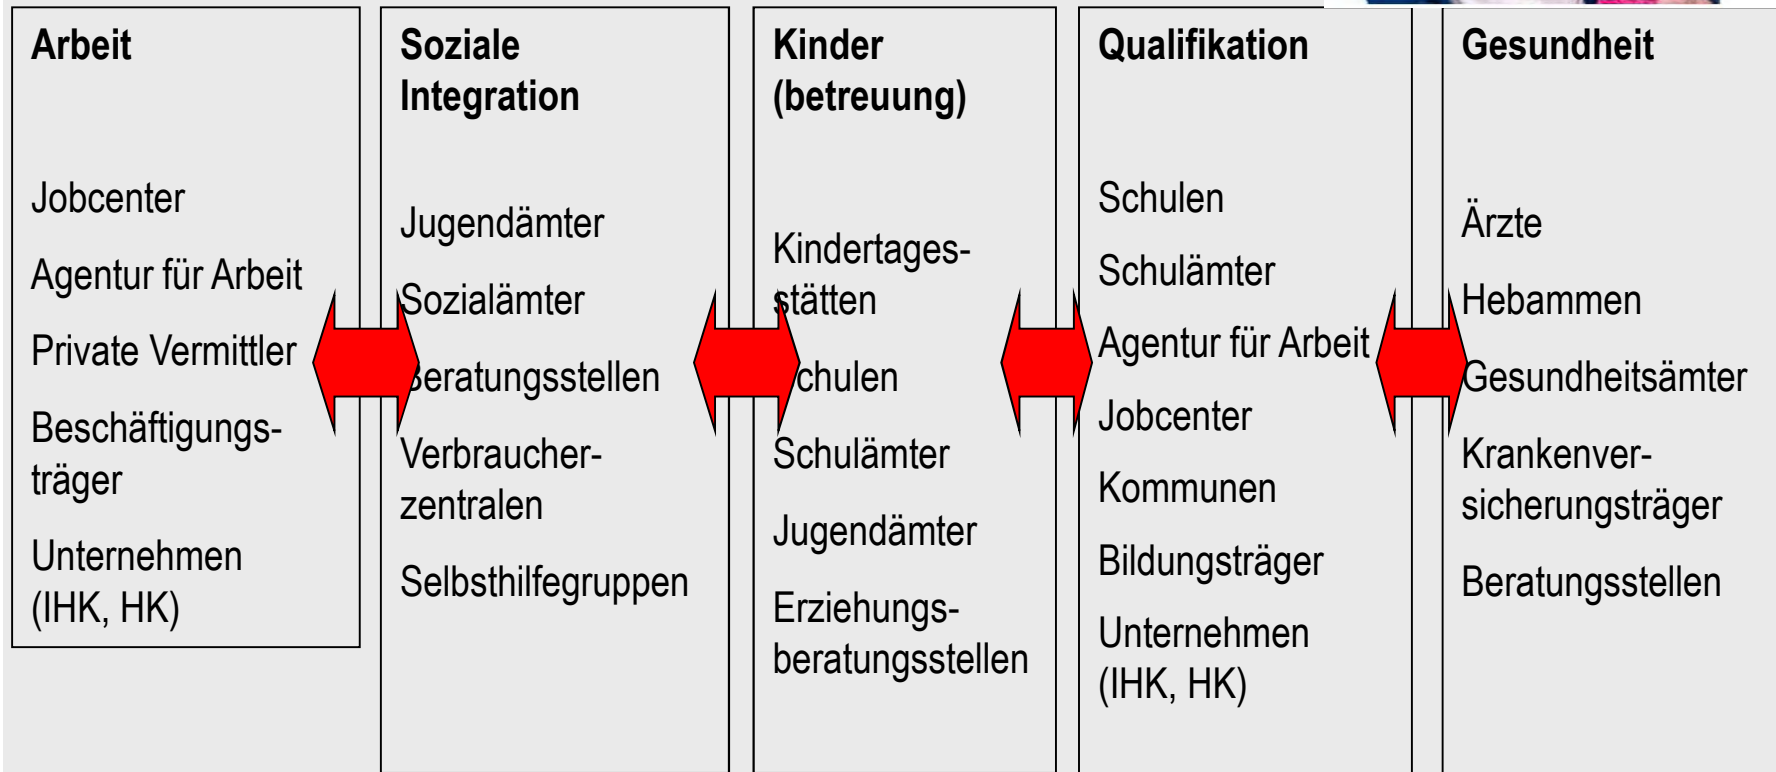 Arbeit
Jobcenter
Agentur für Arbeit
Private Vermittler
Beschäftigungs-
träger
Unternehmen
(IHK, HK)
Soziale
Integration
Jugendämter
Sozialämter
Beratungsstellen
Verbraucher-
zentralen
Selbsthilfegruppen
Kinder
(betreuung)
Kindertages-
stätten
Schulen
Schulämter
Jugendämter
Erziehungs-
beratungsstellen
Qualifikation
Schulen
Schulämter
Agentur für Arbeit
Jobcenter
Kommunen
Bildungsträger
Unternehmen
(IHK, HK)
Gesundheit
Ärzte
Hebammen
Gesundheitsämter
Krankenver-
sicherungsträger
Beratungsstellen